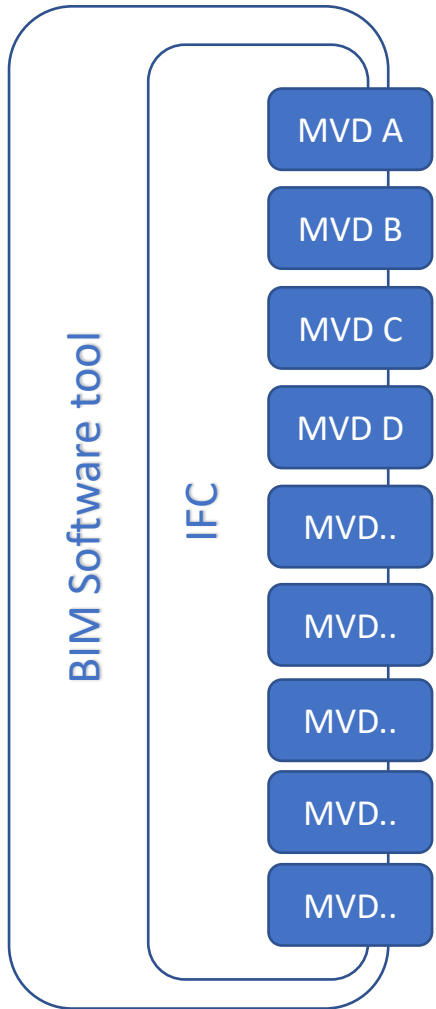 BIM Software tool
IFC
MVD A
MVD B
MVD C
MVD D
MVD..
MVD..
MVD..
MVD..
MVD..